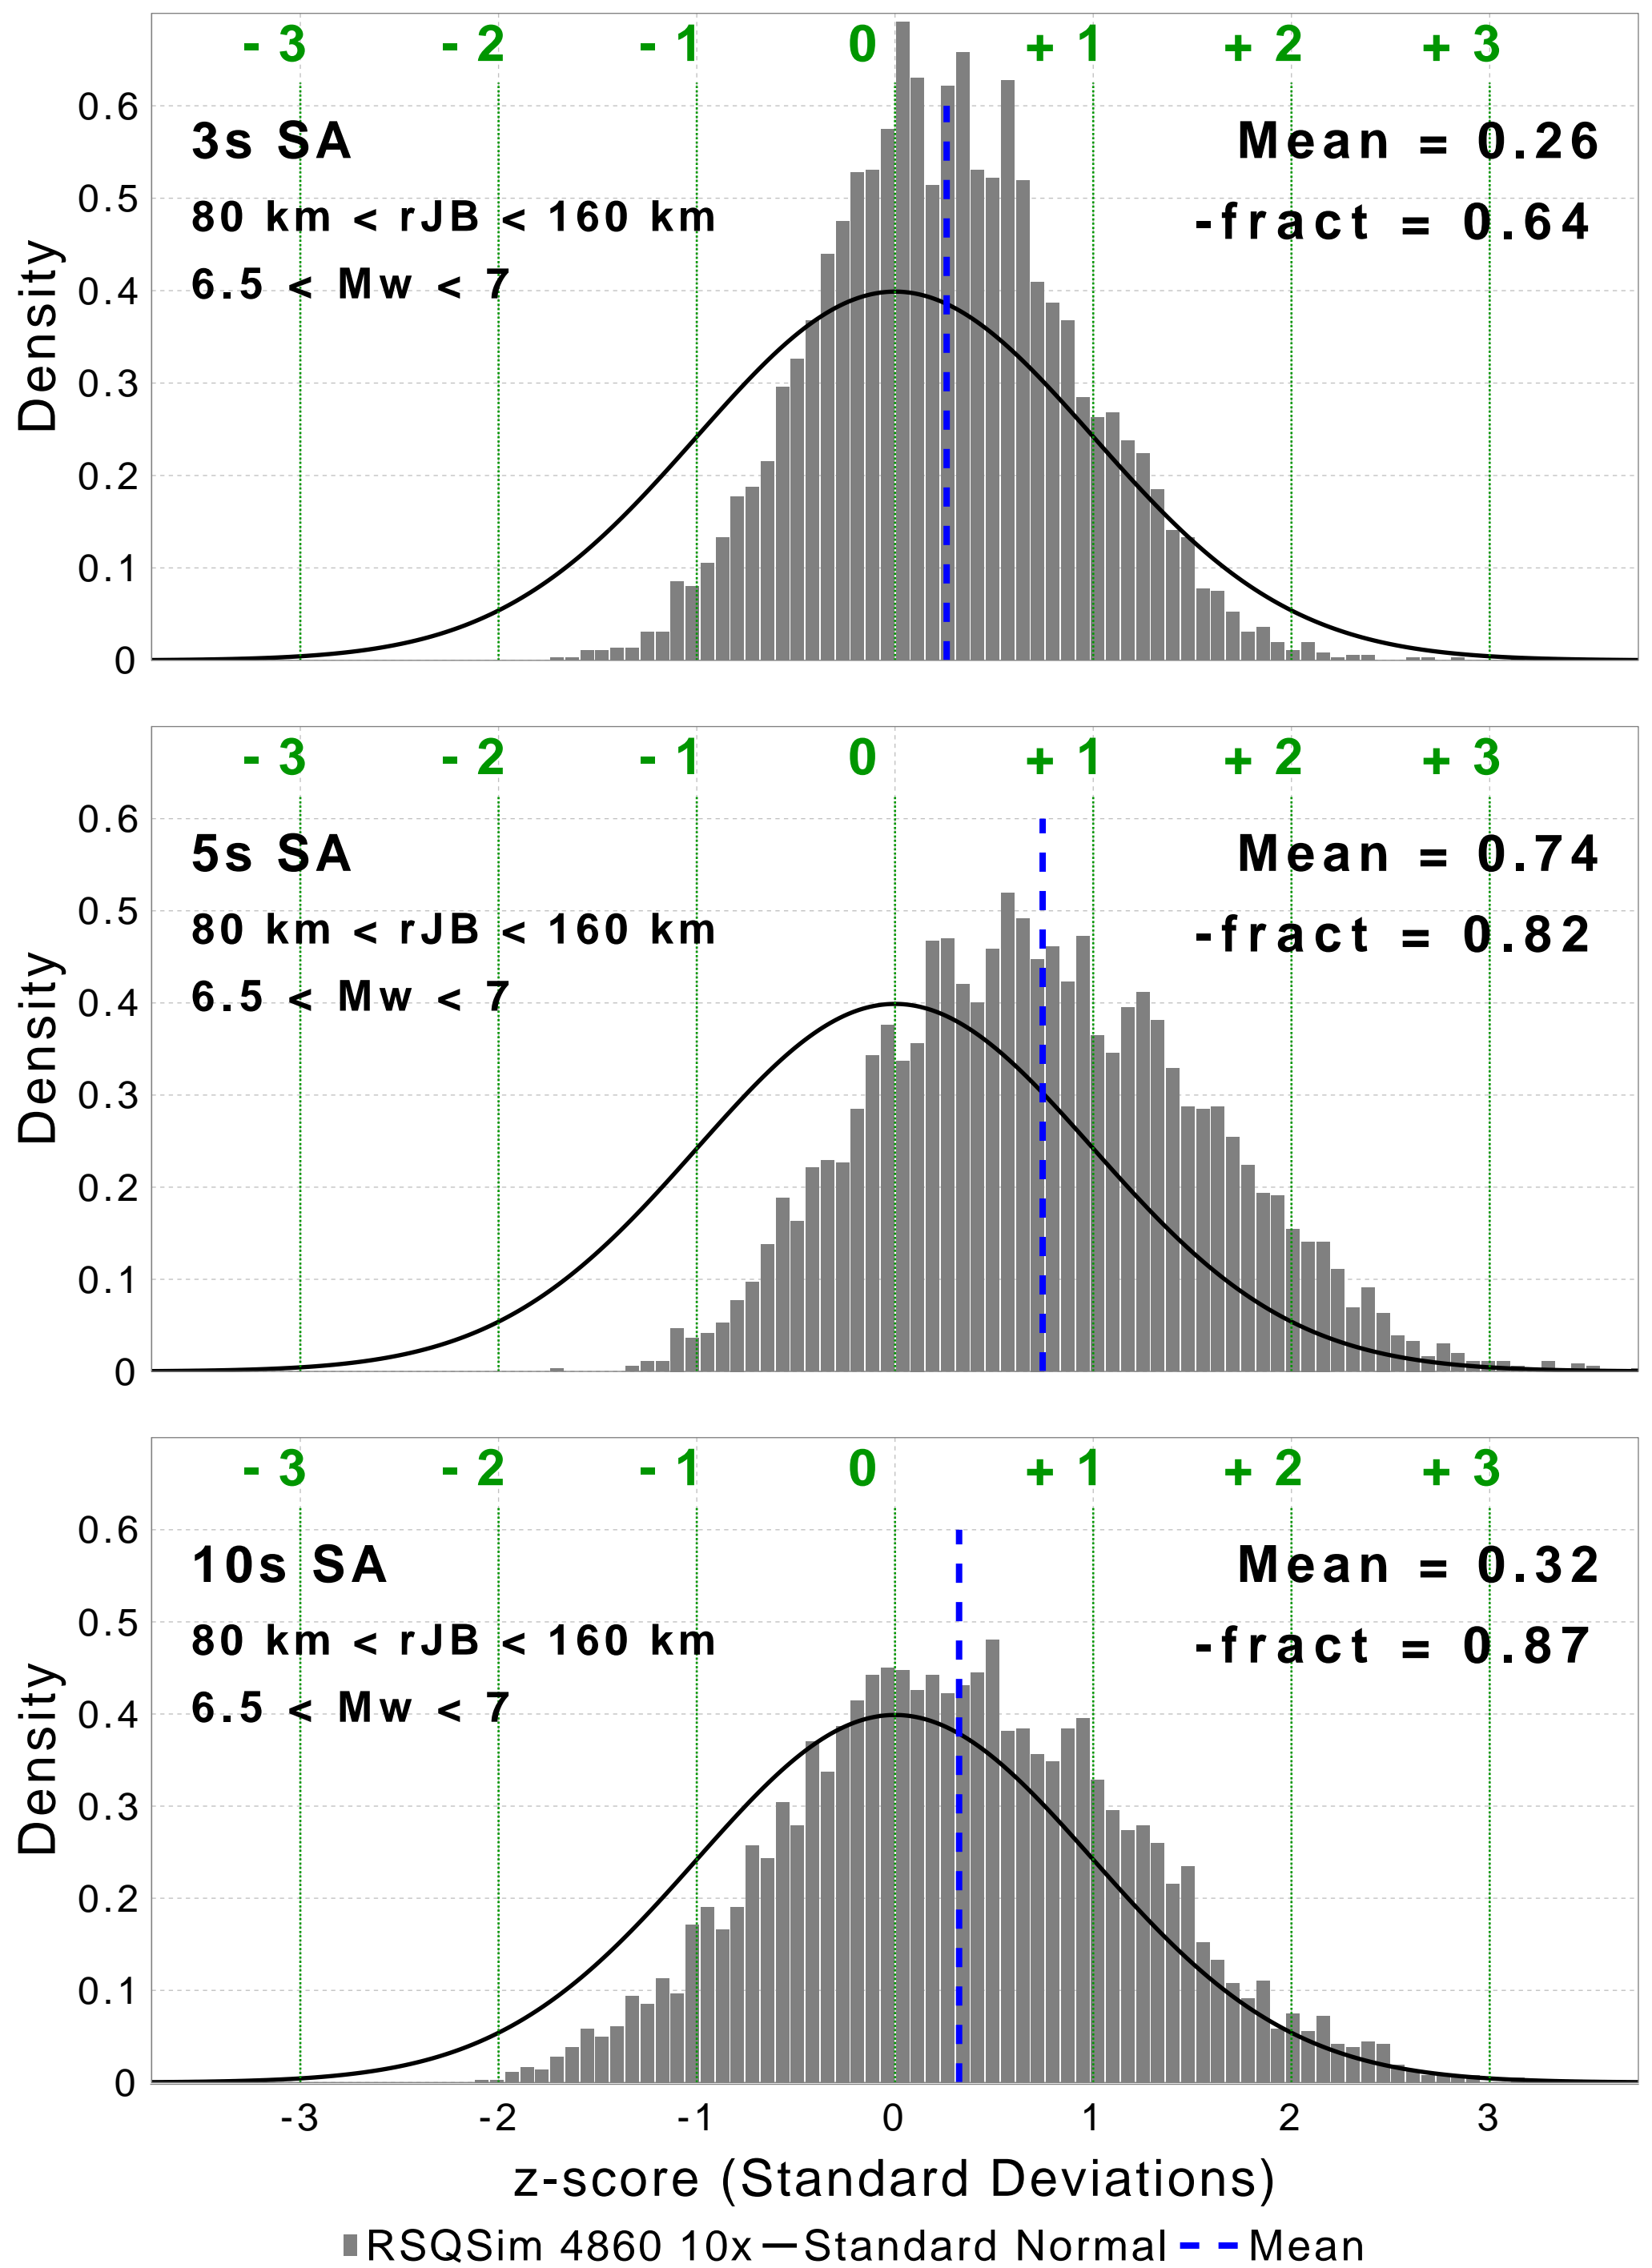 - 3 - 2 - 1 0 + 1 + 2 + 3
0.6
3s SA
Mean = 0.26
0.5
80 km < rJB < 160 km
-fract = 0.64
6.5 < Mw < 7
0.4
0.3
0.2
0.1
0
Density
- 3 - 2 - 1 0 + 1 + 2 + 3
0.6
5s SA
Mean = 0.74
0.5
80 km < rJB < 160 km
-fract = 0.82
6.5 < Mw < 7
0.4
0.3
0.2
0.1
0
Density
- 3 - 2 - 1 0 + 1 + 2 + 3
0.6
10s SA
Mean = 0.32
0.5
80 km < rJB < 160 km
-fract = 0.87
6.5 < Mw < 7
0.4
0.3
0.2
0.1
0
Density
-3 -2 -1 0 1 2 3
z-score (Standard Deviations)
RSQSim 4860 10x Standard Normal Mean